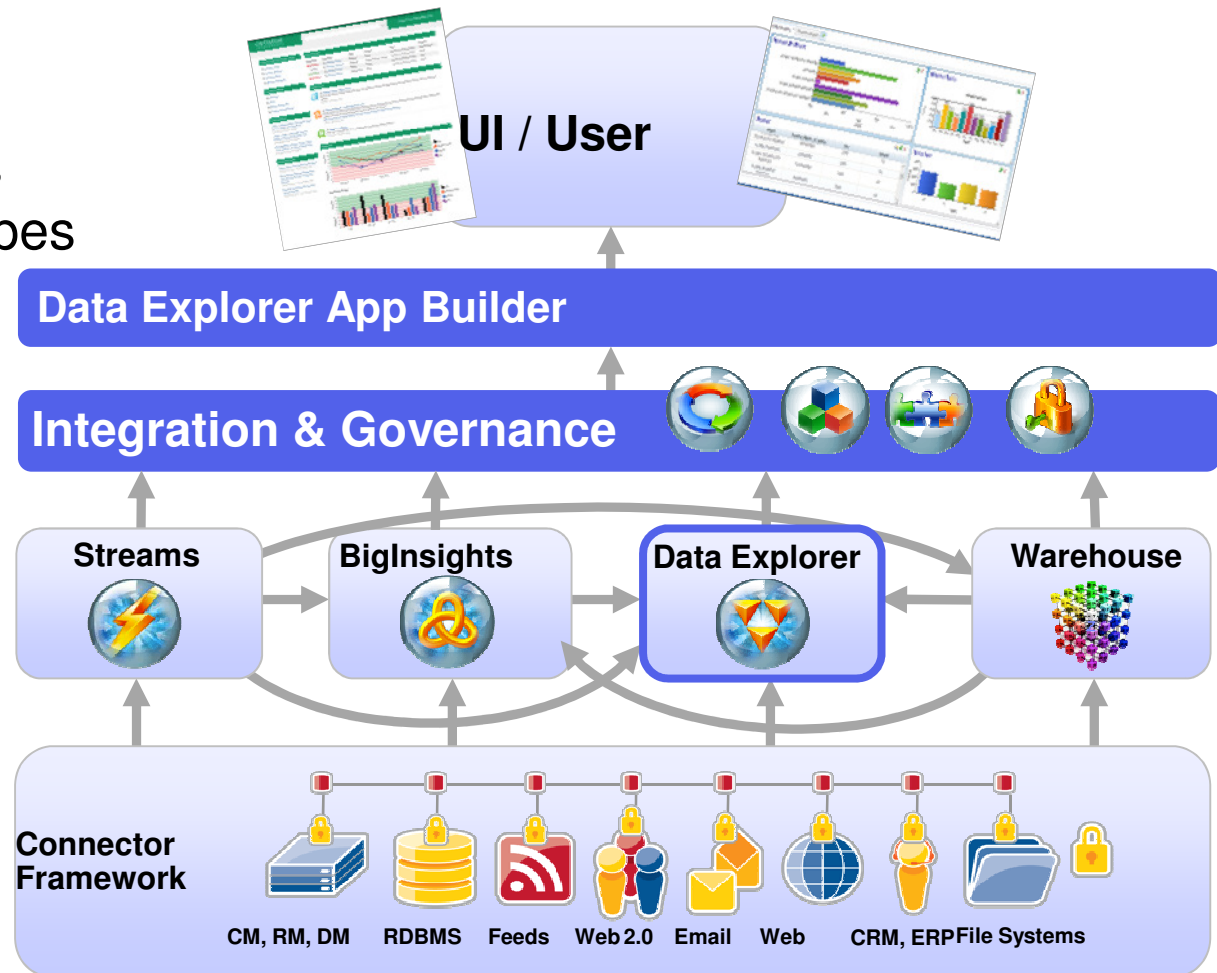 UI / User
Data Explorer App Builder
Integration & Governance
Streams
BigInsights
Data Explorer
Warehouse
Connector
Framework
CM, RM, DM
RDBMS
Feeds
Web 2.0
Email
Web
CRM, ERP
File Systems